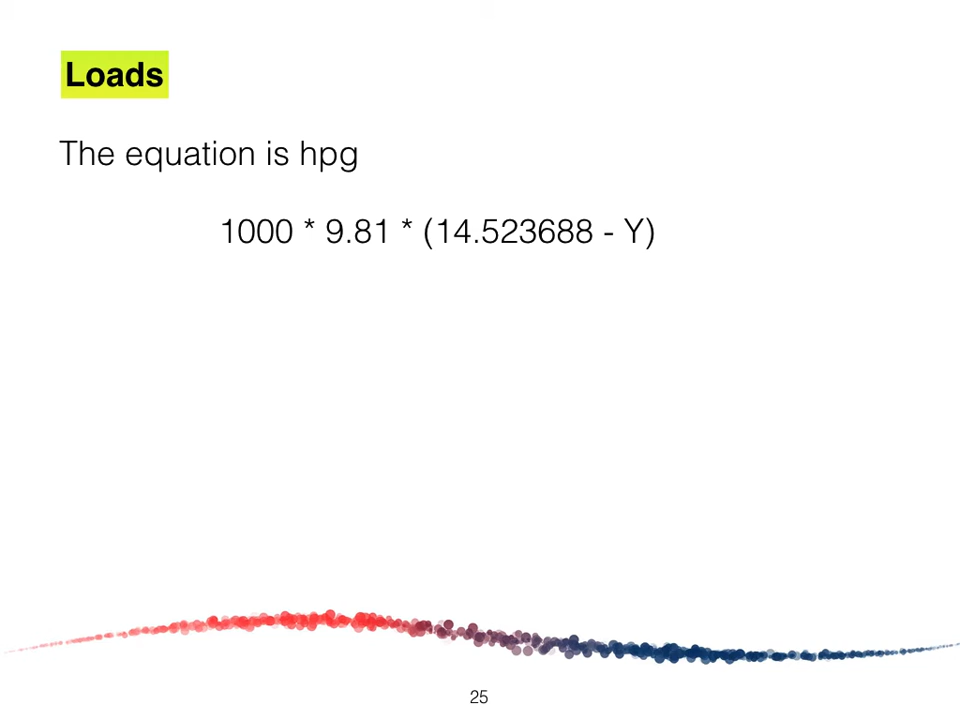 Loads
The equation is hpg
1000 * 9.81 * (14.523688 - Y)
25